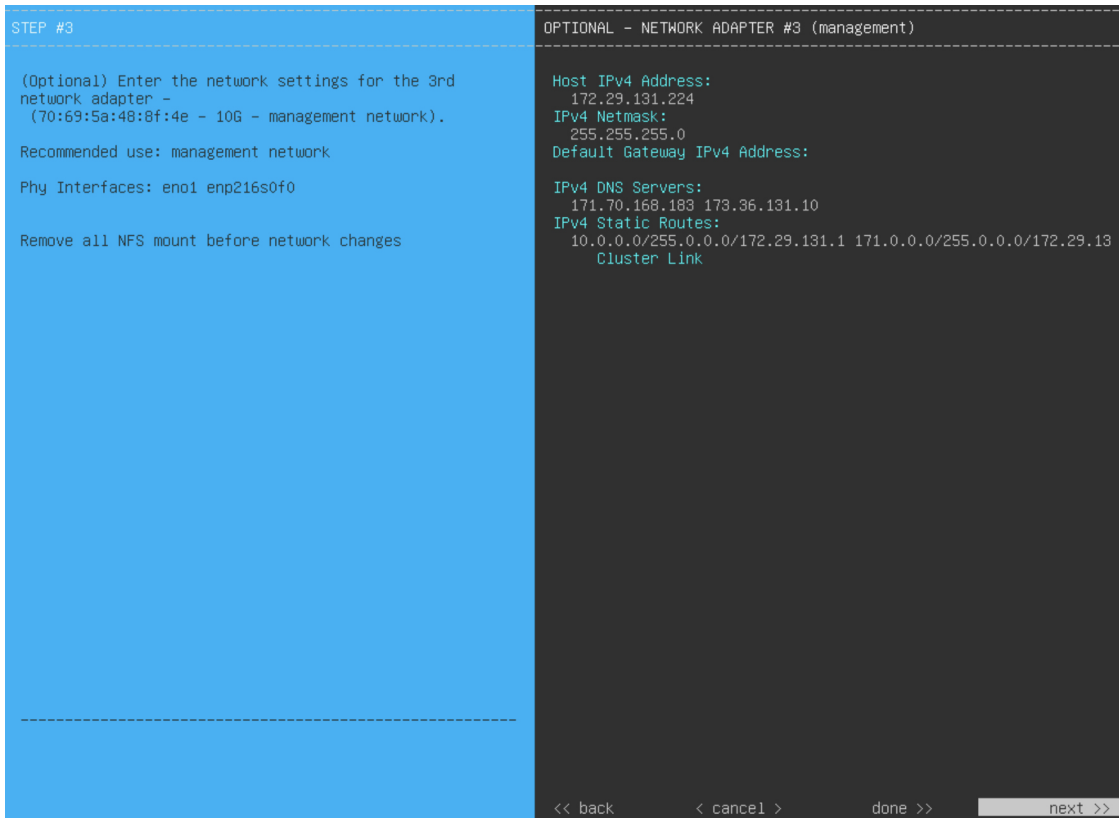 STEP #3
(Optional) Enter the network settings for the 3rd
network adapter -
(70:69:5a:48:8f:4e - 10G - management network).
Recommended use: management network
Phy Interfaces: eno1 enp216s0f0
Remove all NFS mount before network changes
OPTIONAL - NETWORK ADAPTER #3 (management)
Host IPv4 Address:
172.29.131.224
IPv4 Netmask:
255.255.255.0
Default Gateway IPv4 Address:
IPv4 DNS Servers:
171.70.168.183 173.36.131.10
IPv4 Static Routes:
10.0.0.0/255.0.0.0/172.29.131.1 171.0.0.0/255.0.0.0/172.29.13
Cluster Link
<< back < cancel > done >> next >>